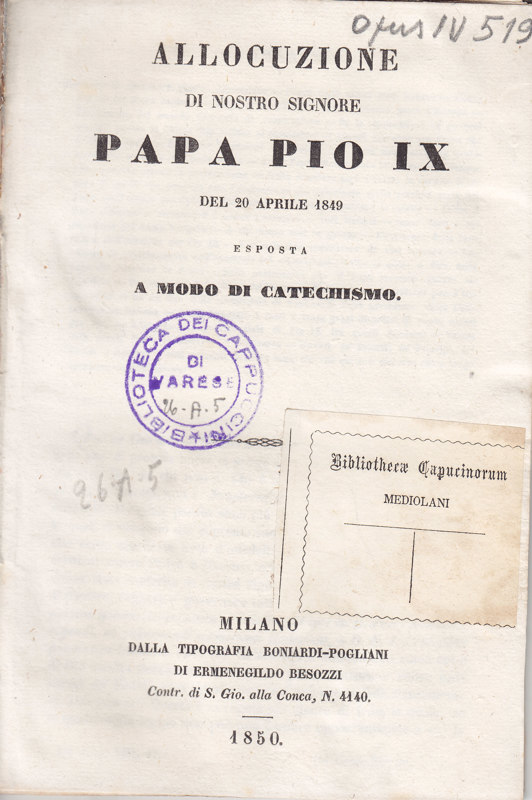 Opus IV 519
ALLOCUZIONE
DI NOSTRO SIGNORE
PAPA PIO IX
DEL 20 APRILE 1849
ESPOSTA
A MODO DI CATECHISMO.
BIBLIOTECA DEI CAPPUCCINI
DI
VARESE
26-A-5
26 A 5
Bibliothecæ Capucinorum
MEDIOLANI
MILANO
DALLA TIPOGRAFIA BONIARDI-POGLIANI
DI ERMENEGILDO BESOZZI
Contr. di S. Gio. alla Conca, N. 4140.
1850.